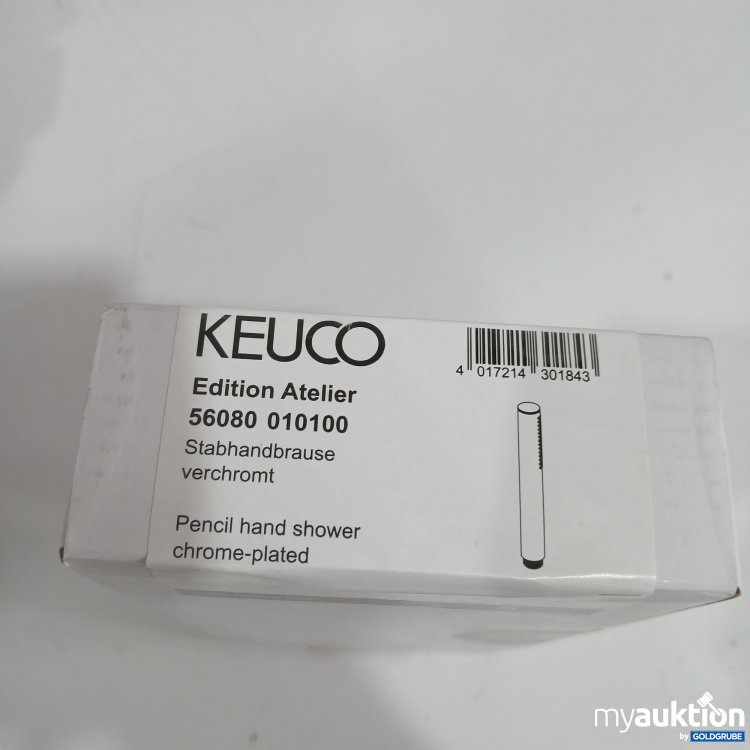 KEUCO
Edition Atelier
56080 010100
Stabhandbrause
verchromt
Pencil hand shower
chrome-plated
4 017214 301843
myauktion
by GOLDGRUBE